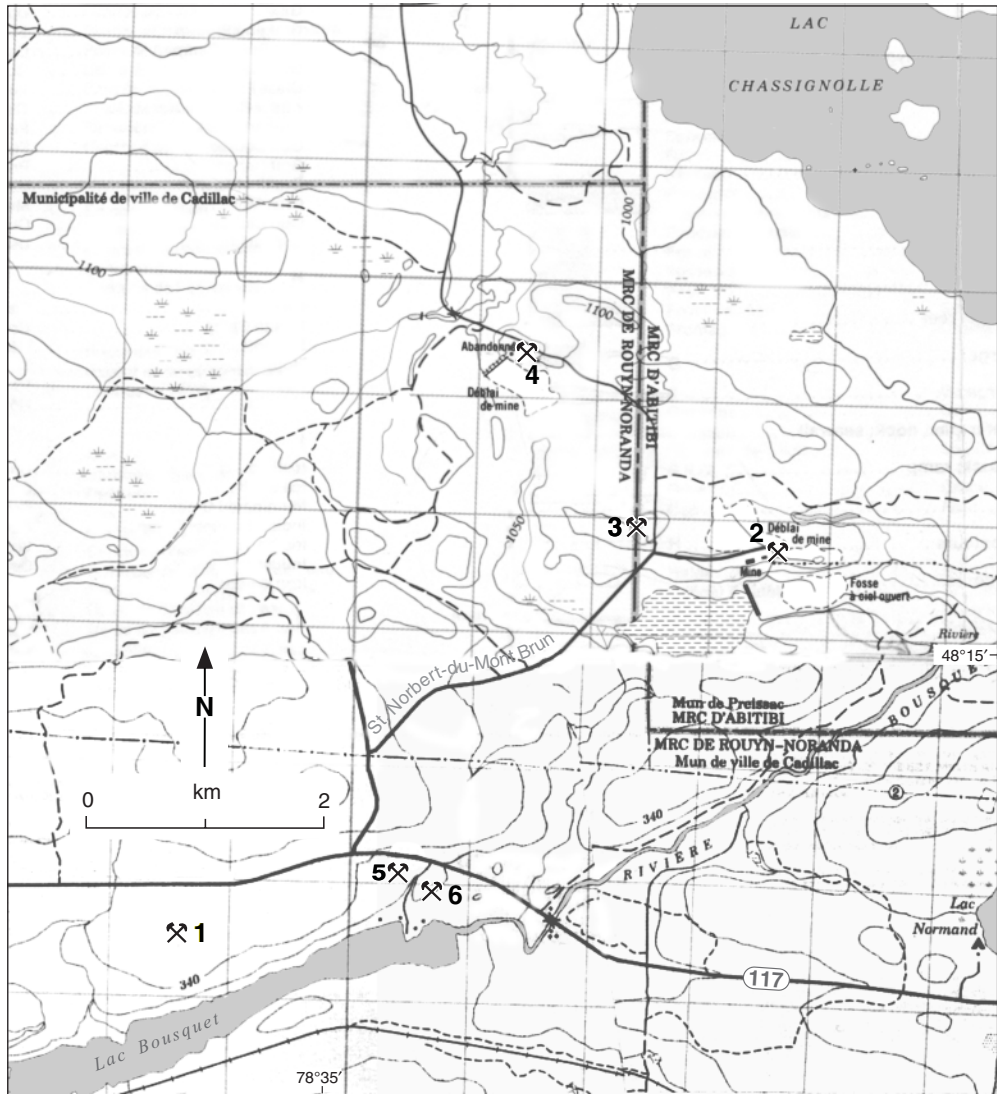 LAC
CHASSIGNOLLE
Municipalité de ville de Cadillac
1000
1100
1100
MRC DE ROUYN-NORANDA
MRC D'ABITIBI
Abandonné
4
Déblai
de mine
1050
3
2
Déblai
de mine
Mine
Fosse
à ciel ouvert
Rivière
48°15′
BOUSQUE
St. Norbert-du-Mont Brun
N
Mun de Preissac
MRC D'ABITIBI
MRC DE ROUYN-NORANDA
Mun de ville de Cadillac
km
0 2
2
340
RIVIÈRE
5
6
1
Lac
Normand
340
117
Lac Bousquet
78°35′